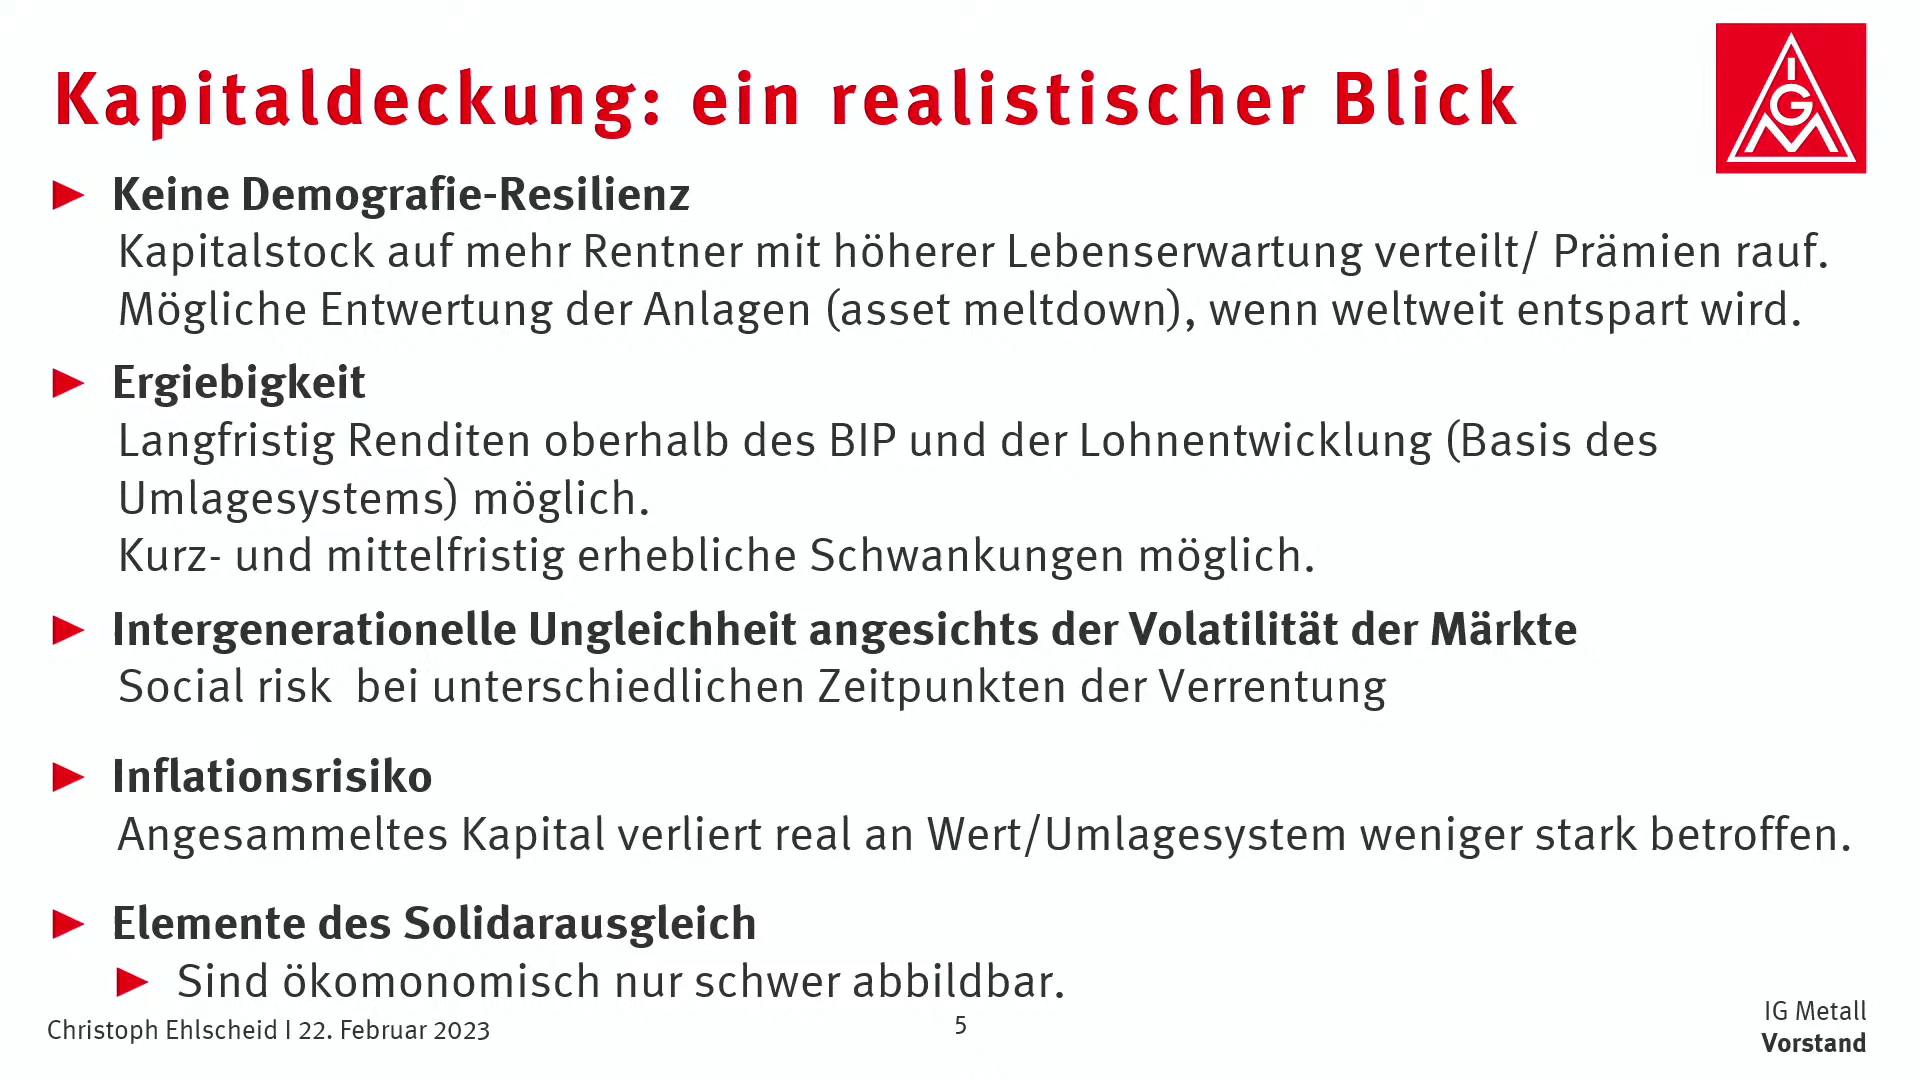 Kapitaldeckung: ein realistischer Blick
IGM
► Keine Demografie-Resilienz
Kapitalstock auf mehr Rentner mit höherer Lebenserwartung verteilt/ Prämien rauf.
Mögliche Entwertung der Anlagen (asset meltdown), wenn weltweit entspart wird.
► Ergiebigkeit
Langfristig Renditen oberhalb des BIP und der Lohnentwicklung (Basis des
Umlagesystems) möglich.
Kurz- und mittelfristig erhebliche Schwankungen möglich.
► Intergenerationelle Ungleichheit angesichts der Volatilität der Märkte
Social risk  bei unterschiedlichen Zeitpunkten der Verrentung
► Inflationsrisiko
Angesammeltes Kapital verliert real an Wert/Umlagesystem weniger stark betroffen.
► Elemente des Solidarausgleich
► Sind ökomonomisch nur schwer abbildbar.
Christoph Ehlscheid I 22. Februar 2023
5
IG Metall
Vorstand